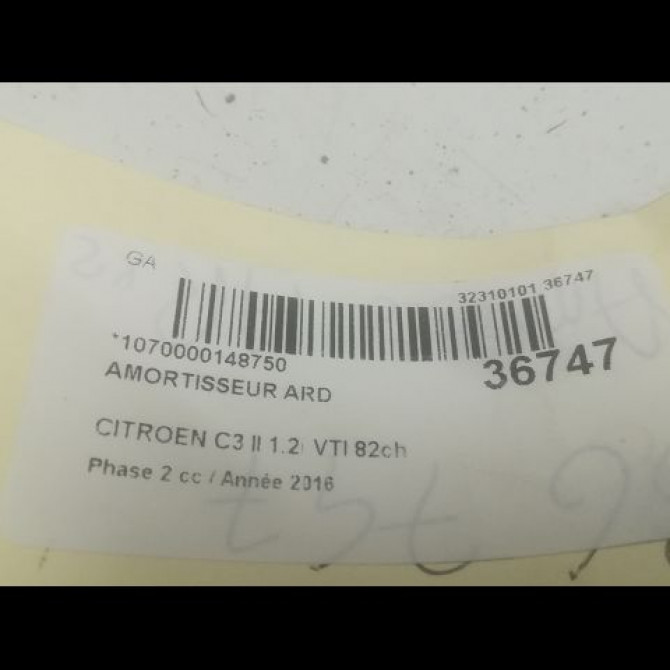 GA
32310101 36747
*1070000148750
36747
AMORTISSEUR ARD
CITROEN C3 II 1.2i VTI 82ch
Phase 2 cc / Année 2016